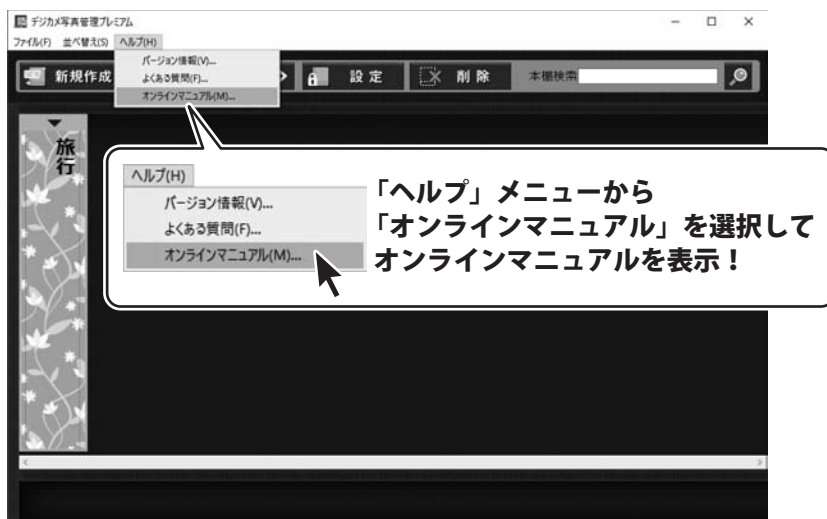 デジカメ写真管理プレミアム
ファイル(F) 並べ替え(S) ヘルプ(H)
バージョン情報(V)...
よくある質問(F)...
オンラインマニュアル(M)...
新規作成
設定
削除
本棚検索
旅行
ヘルプ(H)
バージョン情報(V)...
よくある質問(F)...
オンラインマニュアル(M)...
「ヘルプ」メニューから
「オンラインマニュアル」を選択して
オンラインマニュアルを表示！